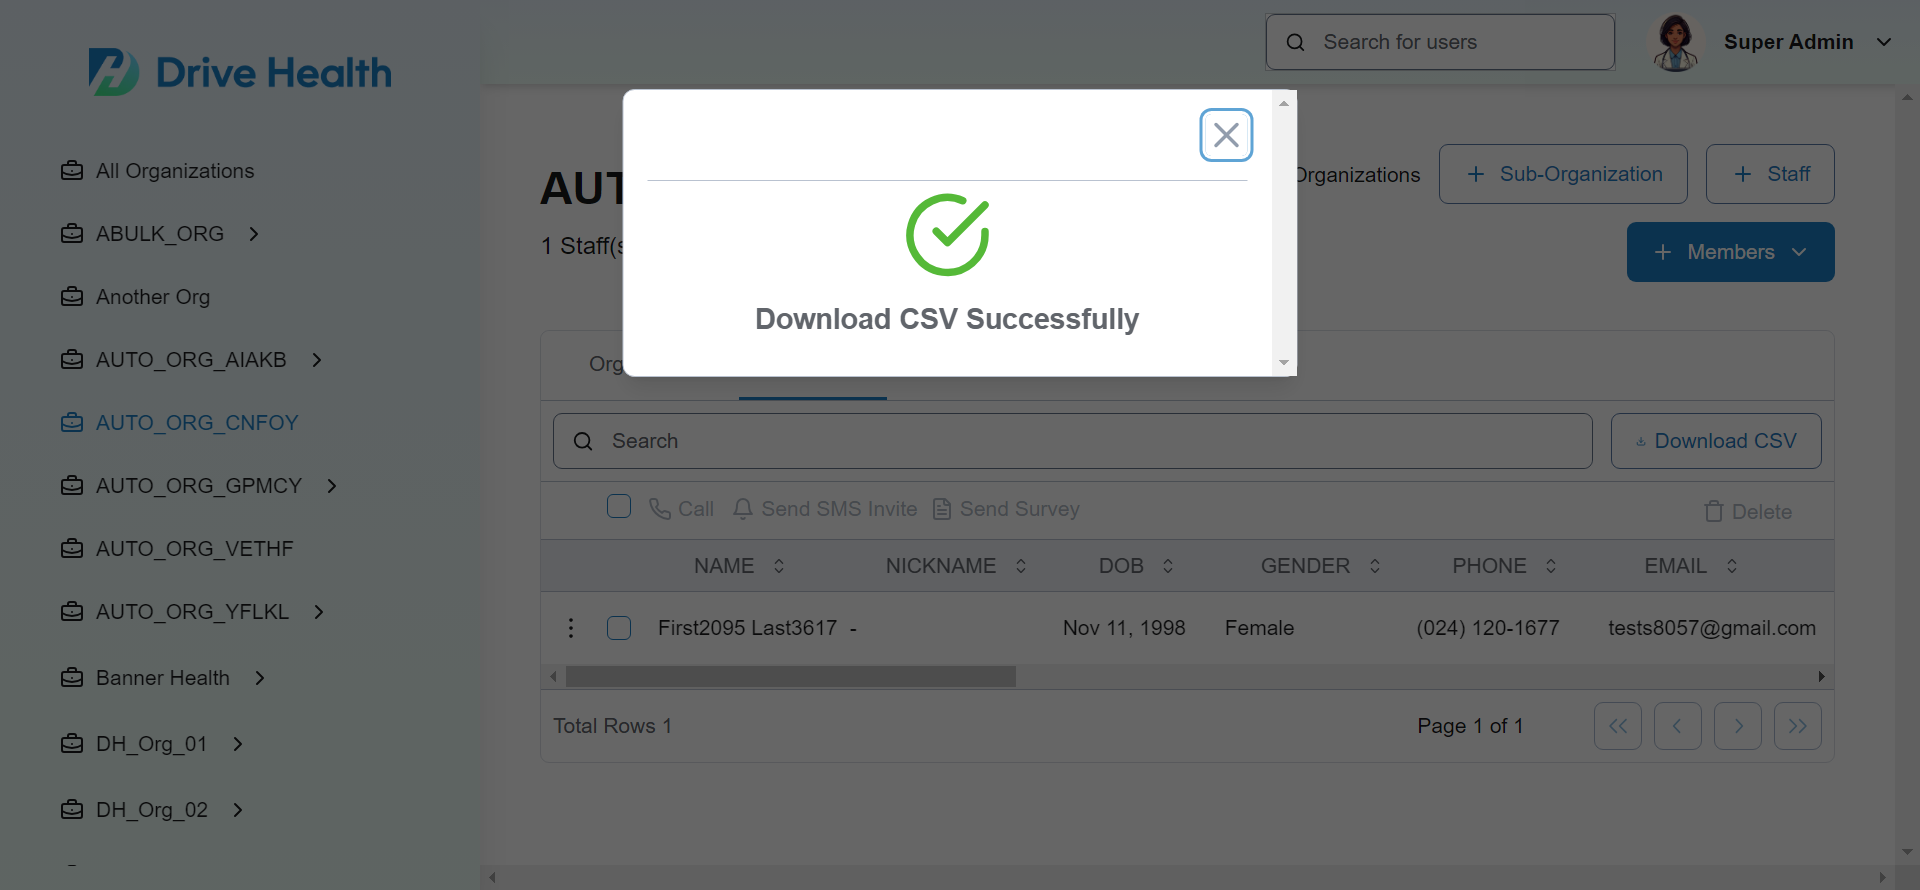 Drive Health
Search for users
Super Admin
All Organizations
ABULK_ORG
Another Org
AUTO_ORG_AIAKB
AUTO_ORG_CNFOY
AUTO_ORG_GPMCY
AUTO_ORG_VETHF
AUTO_ORG_YFLKL
Banner Health
DH_Org_01
DH_Org_02
Organizations
Sub-Organization
Staff
1 Staff(s
Members
Download CSV Successfully
Org
Search
Download CSV
Call Send SMS Invite Send Survey Delete
NAME NICKNAME DOB GENDER PHONE EMAIL
First2095 Last3617 - Nov 11, 1998 Female (024) 120-1677 tests8057@gmail.com
Total Rows 1 Page 1 of 1